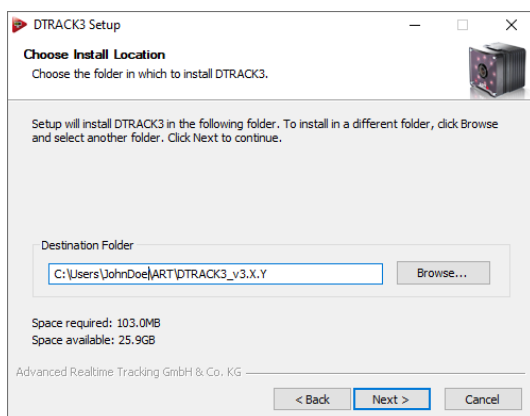 DTRACK3 Setup
Choose Install Location
Choose the folder in which to install DTRACK3.
Setup will install DTRACK3 in the following folder. To install in a different folder, click Browse
and select another folder. Click Next to continue.
Destination Folder
C:\Users\JohnDoe\ART\DTRACK3_v3.X.Y
Browse...
Space required: 103.0MB
Space available: 25.9GB
Advanced Realtime Tracking GmbH & Co. KG
< Back
Next >
Cancel